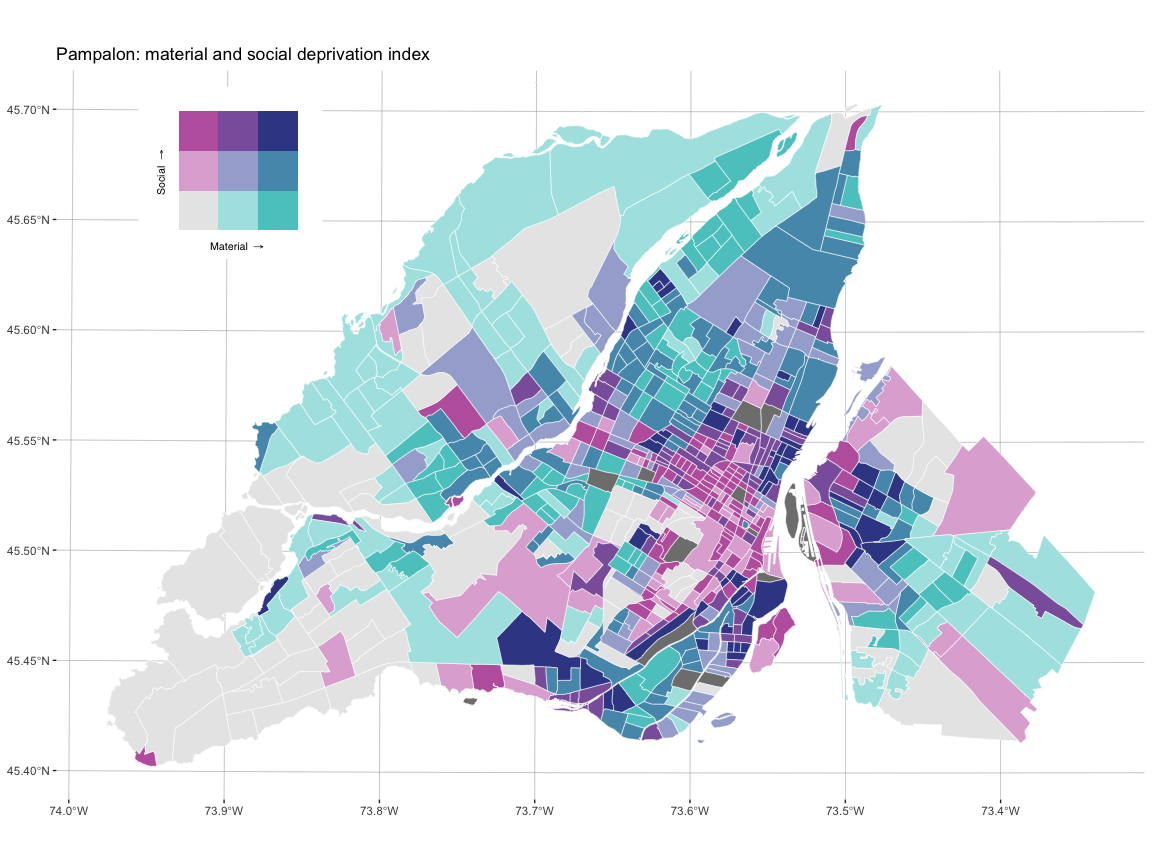 Pampalon: material and social deprivation index
45.70°N
45.65°N
45.60°N
45.55°N
45.50°N
45.45°N
45.40°N
Social →
Material →
74.0°W 73.9°W 73.8°W 73.7°W 73.6°W 73.5°W 73.4°W